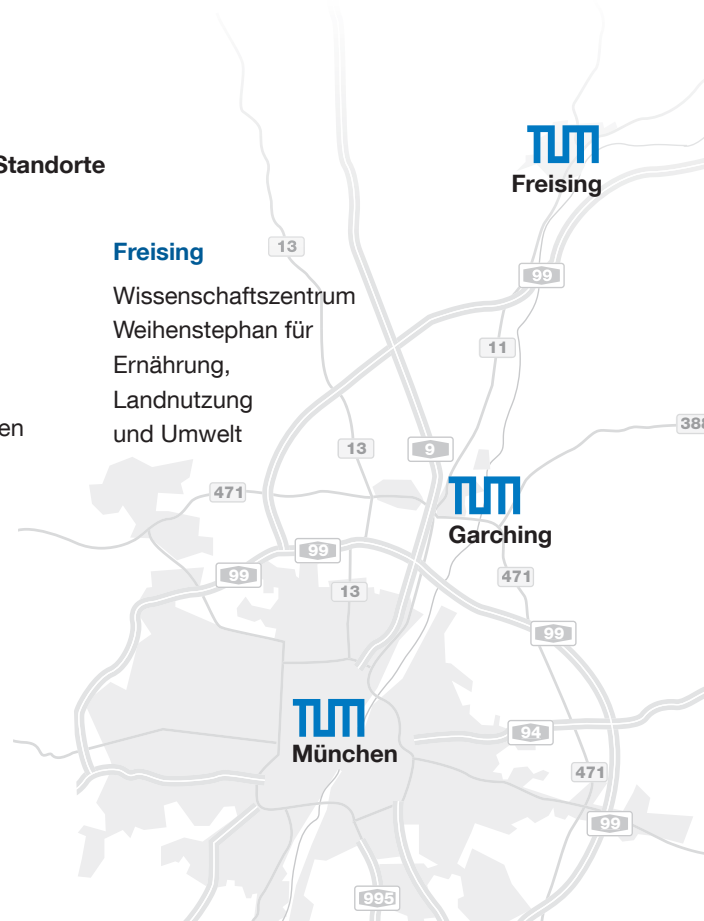 Standorte
TUM
Freising
Freising
13
Wissenschaftszentrum
Weihenstephan für
Ernährung,
Landnutzung
und Umwelt
99
11
en
388
13
9
471
TUM
Garching
99
99
471
13
99
TUM
München
94
471
99
995